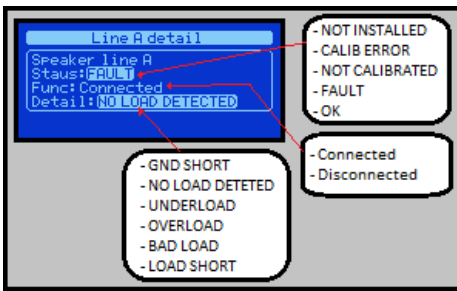 Line A detail
Speaker line A
Staus:FAULT
Func:Connected
Detail:NO LOAD DETECTED
- NOT INSTALLED
- CALIB ERROR
- NOT CALIBRATED
- FAULT
- OK
- Connected
- Disconnected
- GND SHORT
- NO LOAD DETETED
- UNDERLOAD
- OVERLOAD
- BAD LOAD
- LOAD SHORT